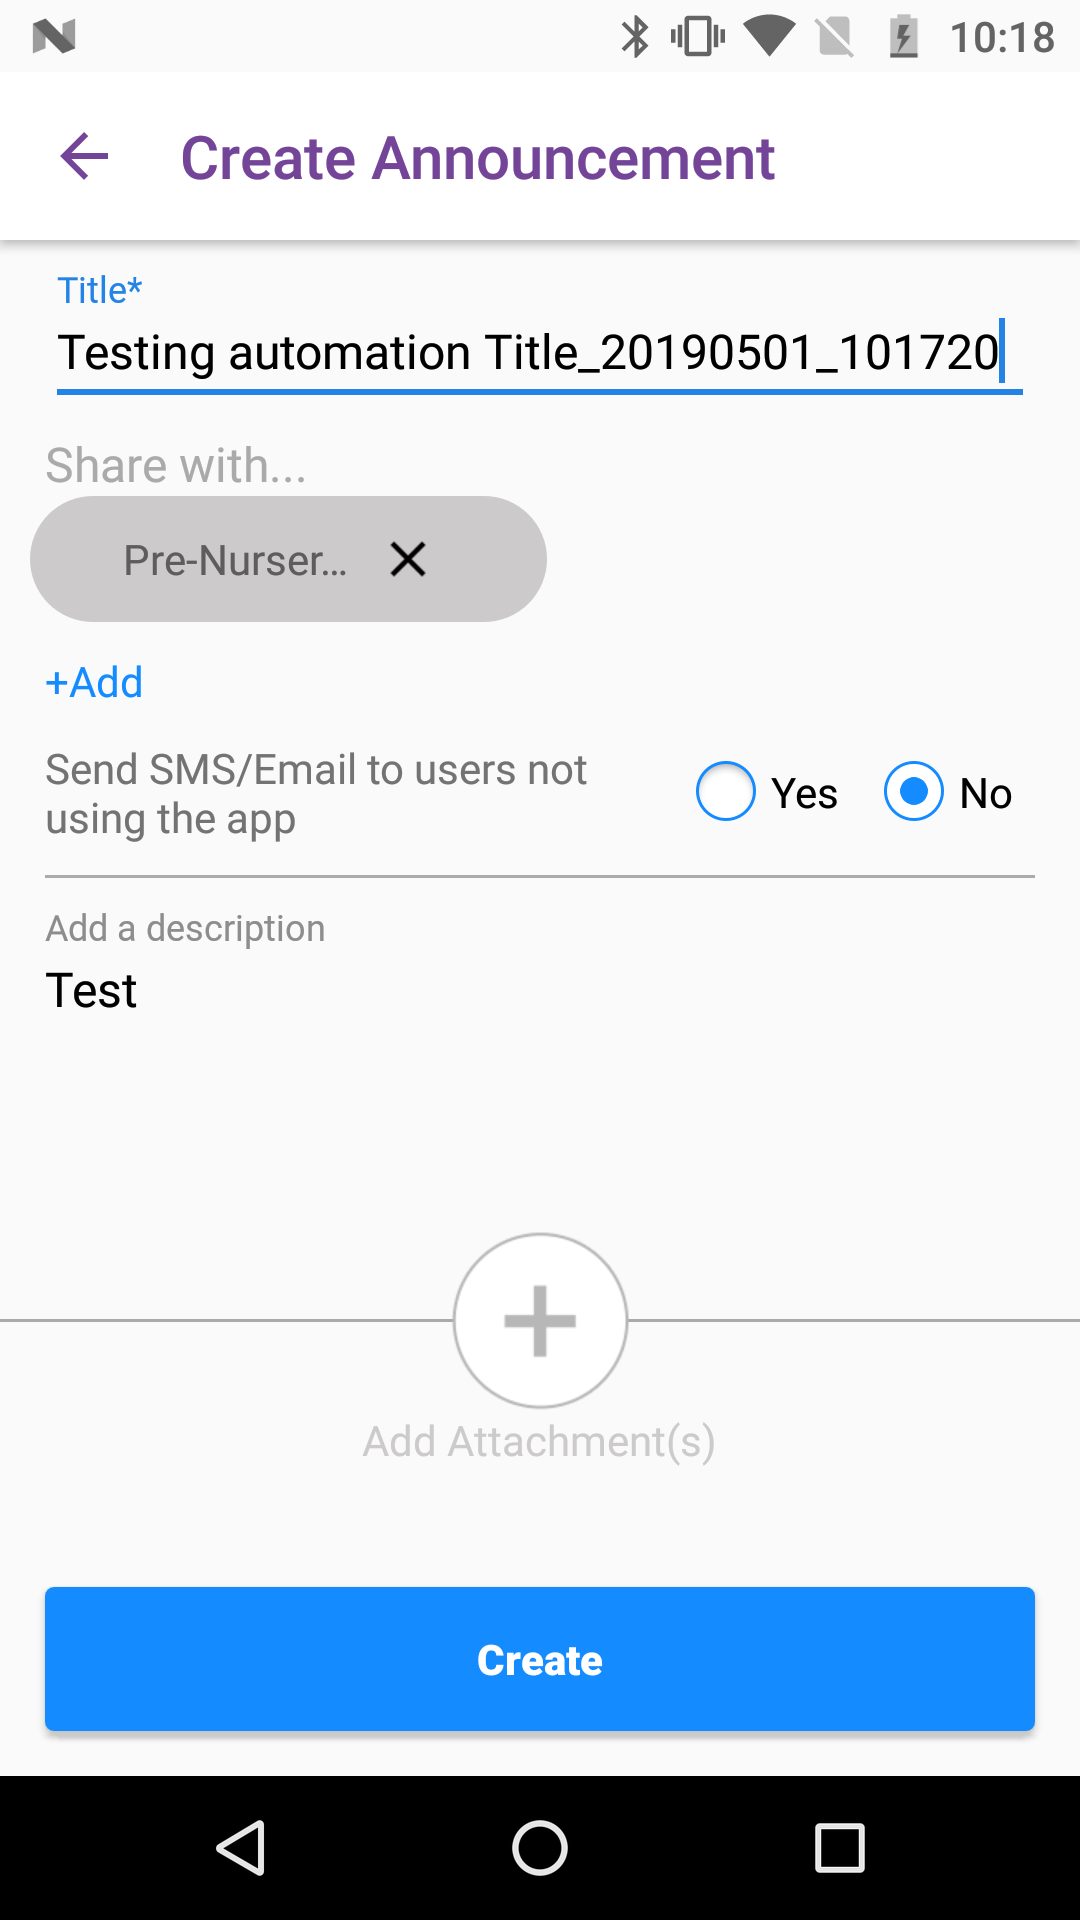 10:18
Create Announcement
Title*
Testing automation Title_20190501_101720
Share with...
Pre-Nurser...
+Add
Send SMS/Email to users not
using the app
Yes
No
Add a description
Test
Add Attachment(s)
Create